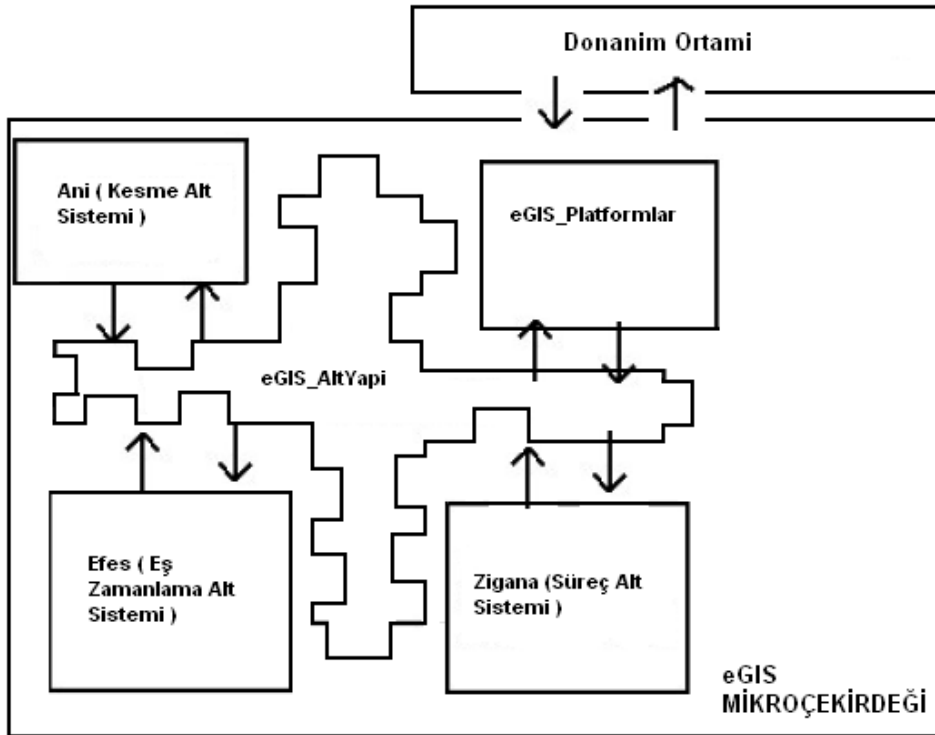 Donanim Ortami
Ani ( Kesme Alt
Sistemi )
eGIS_Platformlar
eGIS_AltYapi
Efes ( Eş
Zamanlama Alt
Sistemi )
Zigana (Süreç Alt
Sistemi )
eGIS
MİKROÇEKİRDEĞİ